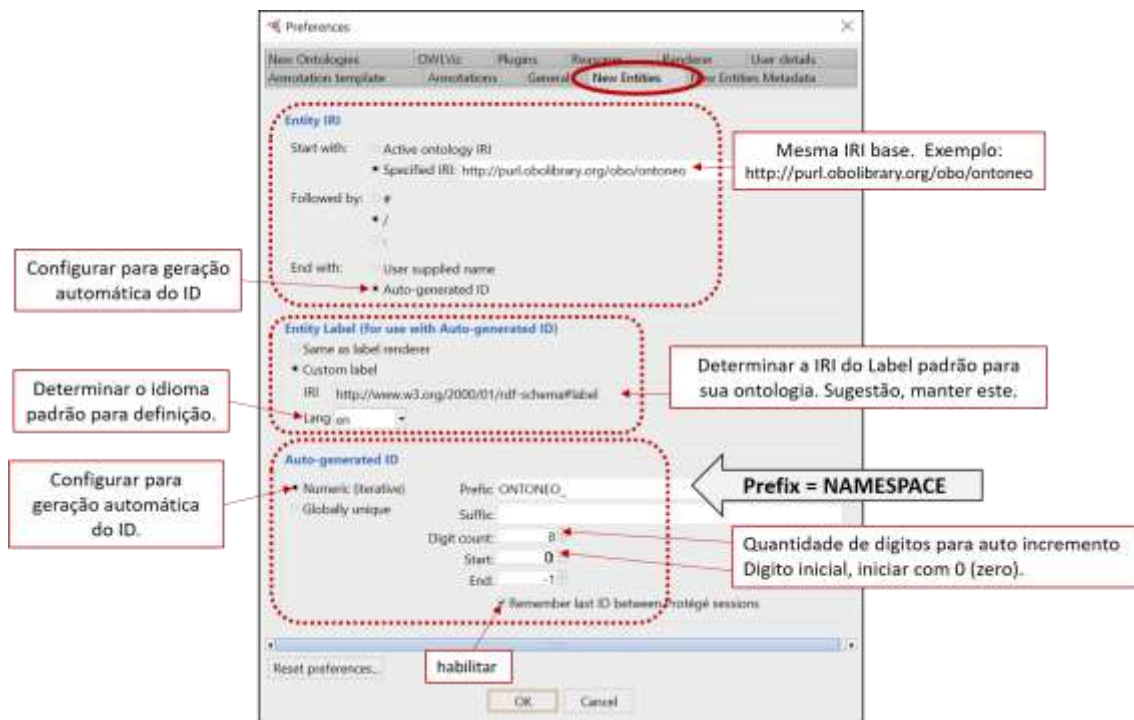 Preferences
New Ontologies OWLViz Plugins Reasoner Renderer User details
Annotation template Annotations General New Entities New Entities Metadata
Entity IRI
Start with: Active ontology IRI
Specified IRI: http://purl.obolibrary.org/obo/ontoneo
Mesma IRI base. Exemplo:
http://purl.obolibrary.org/obo/ontoneo
Followed by: #
/
:
Configurar para geração
automática do ID
End with: User supplied name
Auto-generated ID
Entity Label (for use with Auto-generated ID)
Same as label renderer
Custom label
IRI http://www.w3.org/2000/01/rdf-schema#label
Lang en
Determinar a IRI do Label padrão para
sua ontologia. Sugestão, manter este.
Determinar o idioma
padrão para definição.
Auto-generated ID
Numeric (iterative)
Globally unique
Configurar para
geração automática
do ID.
Prefix: ONTONEO_
Suffix:
Digit count: 8
Start: 0
End: -1
Remember last ID between Protégé sessions
Prefix = NAMESPACE
Quantidade de dígitos para auto incremento
Digito inicial, iniciar com 0 (zero).
habilitar
Reset preferences...
OK Cancel